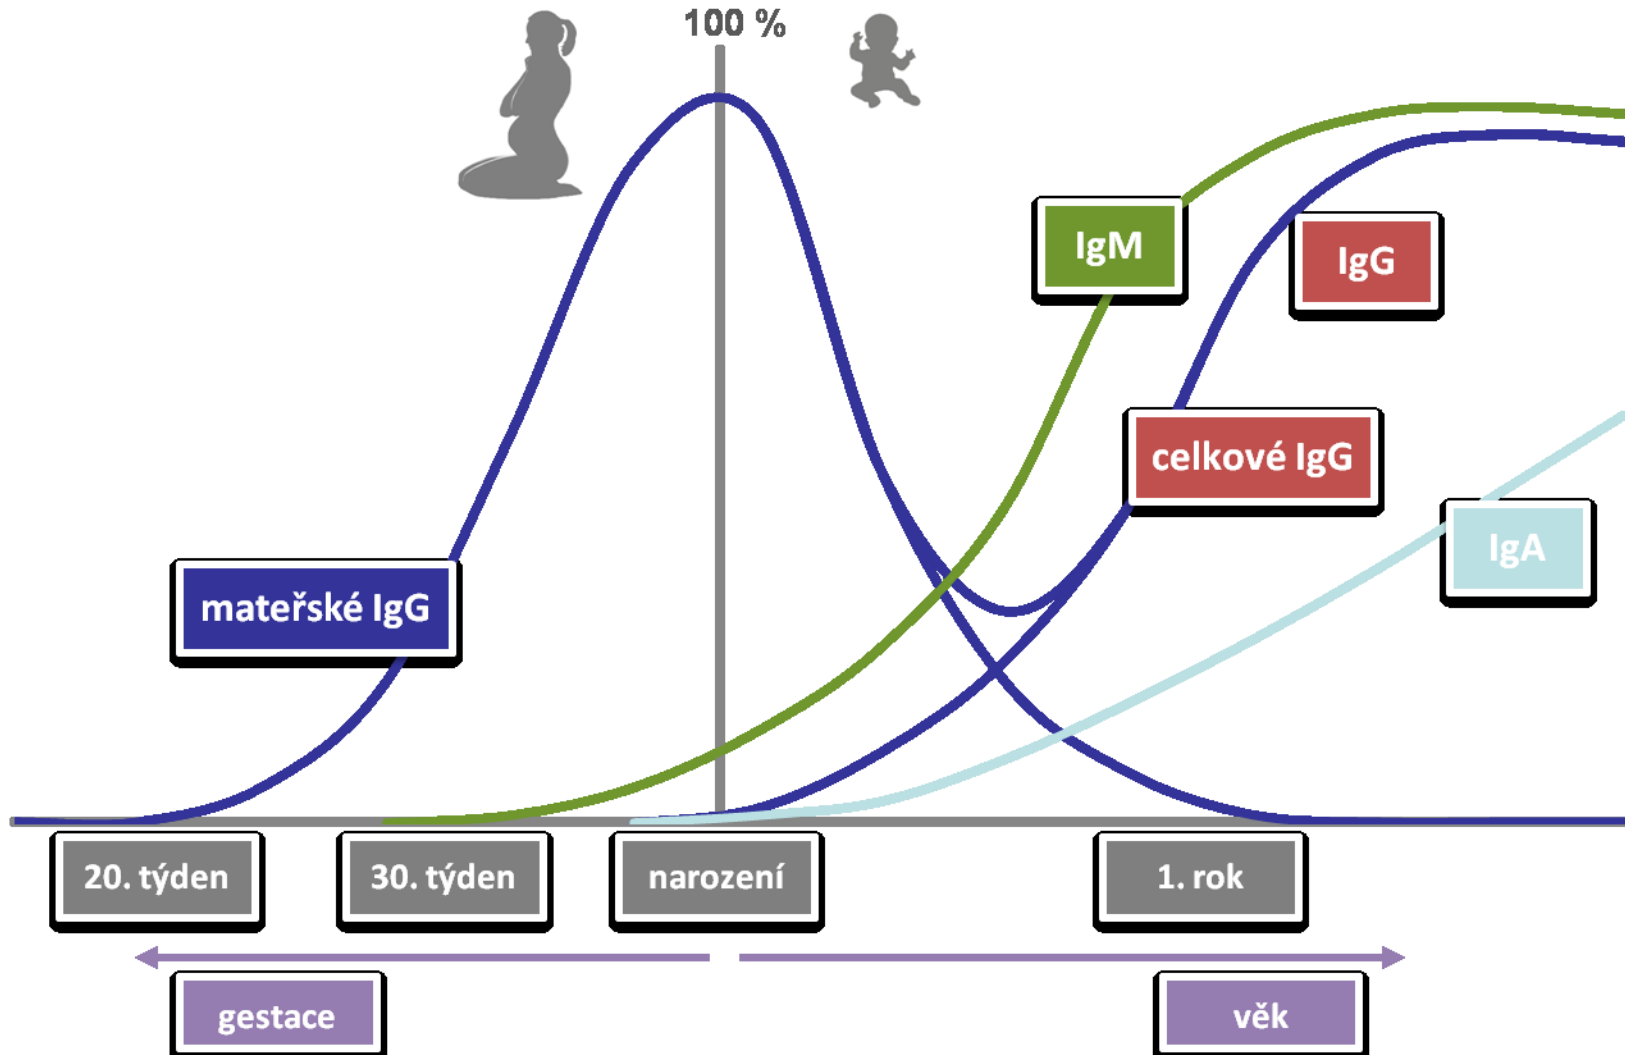 100 %
IgM
IgG
celkové IgG
IgA
mateřské IgG
20. týden
30. týden
narození
1. rok
gestace
věk